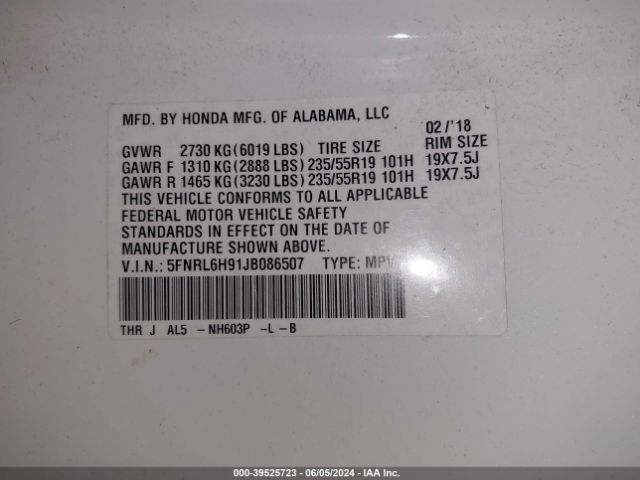 MFD. BY HONDA MFG. OF ALABAMA, LLC
02/'18
GVWR 2730 KG(6019 LBS) TIRE SIZE RIM SIZE
GAWR F 1310 KG(2888 LBS) 235/55R19 101H 19X7.5J
GAWR R 1465 KG(3230 LBS) 235/55R19 101H 19X7.5J
THIS VEHICLE CONFORMS TO ALL APPLICABLE
FEDERAL MOTOR VEHICLE SAFETY
STANDARDS IN EFFECT ON THE DATE OF
MANUFACTURE SHOWN ABOVE.
V.I.N.: 5FNRL6H91JB086507 TYPE: MPV
THR J AL5 - NH603P -L - B
000-39525723 - 06/05/2024 - IAA Inc.